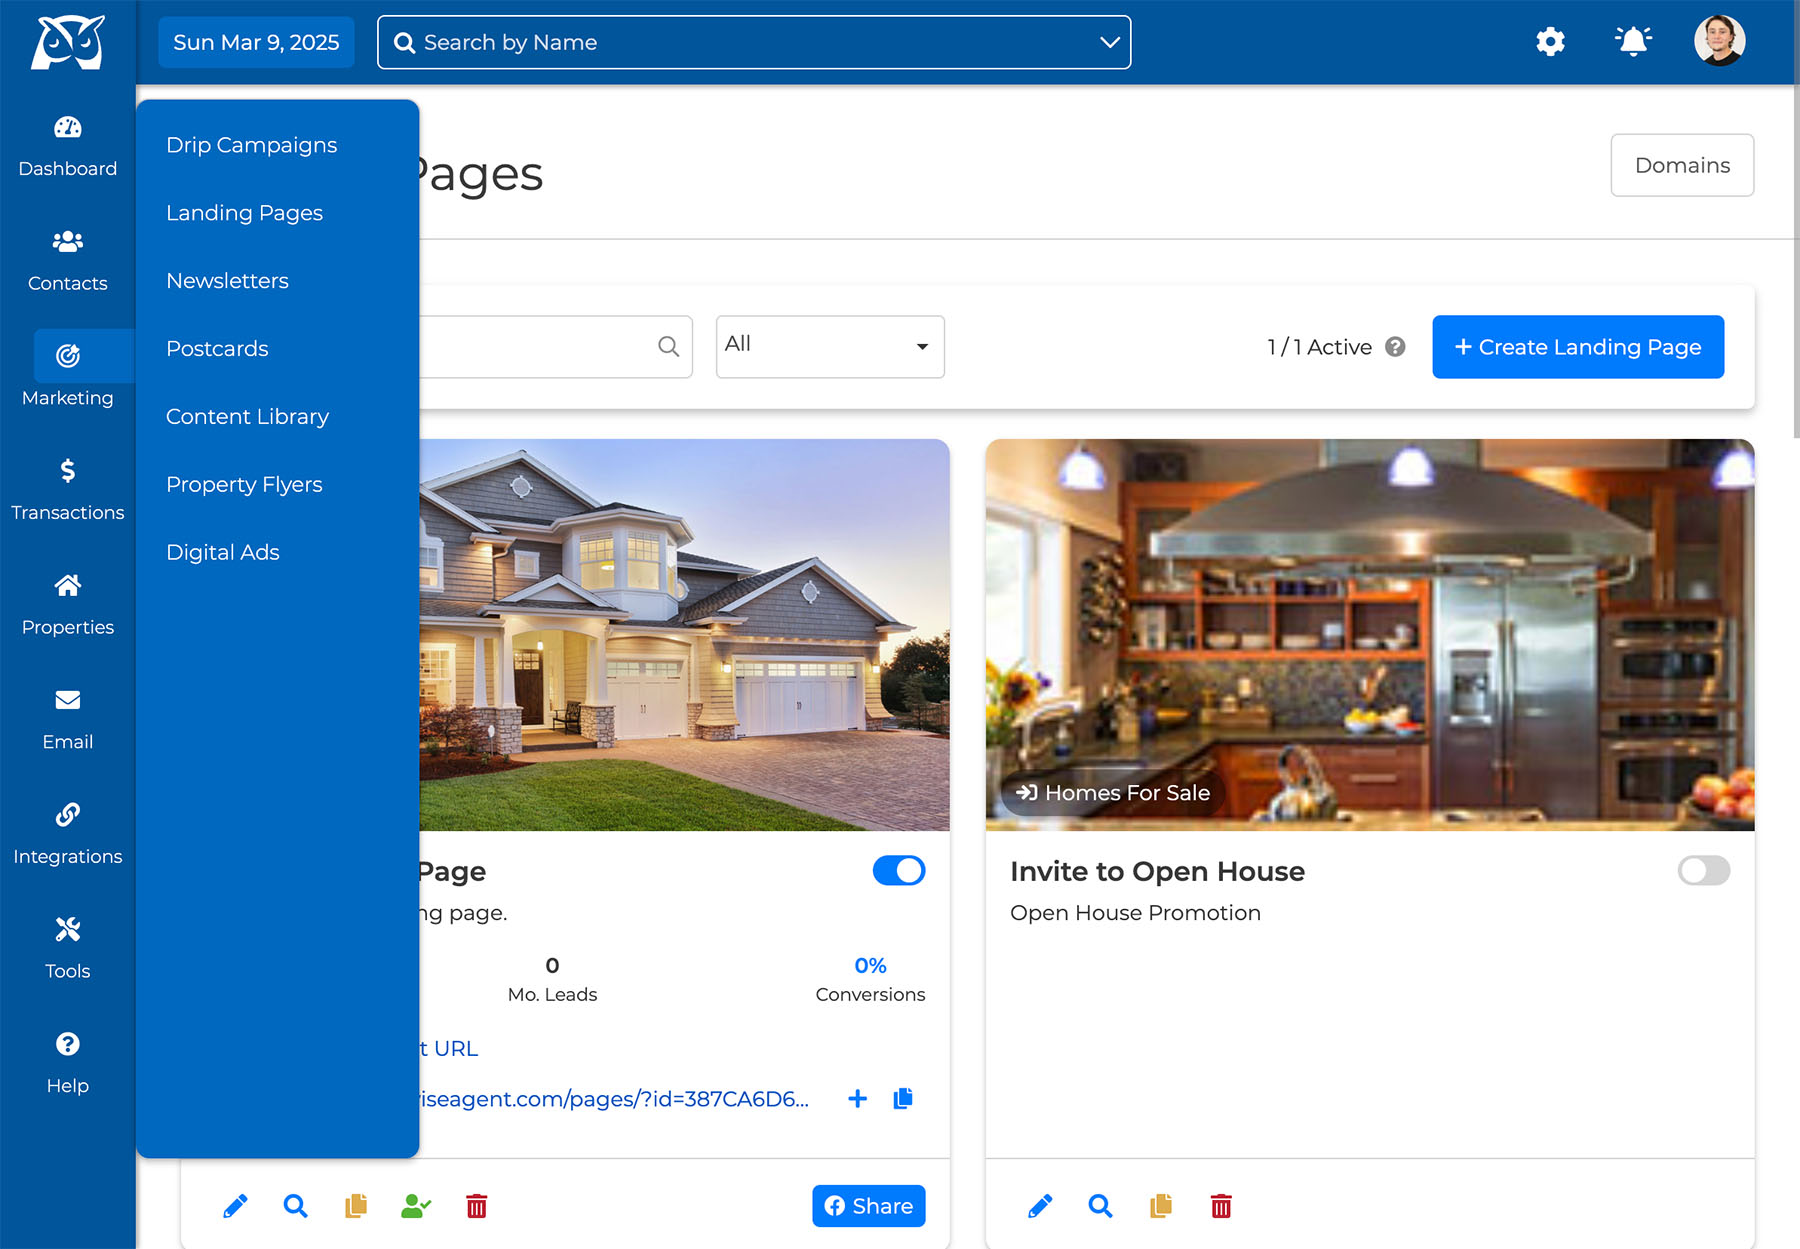 Sun Mar 9, 2025
Search by Name
Dashboard
Contacts
Marketing
Transactions
Properties
Email
Integrations
Tools
Help
Drip Campaigns
Landing Pages
Newsletters
Postcards
Content Library
Property Flyers
Digital Ads
Pages
Domains
All
1 / 1 Active
+ Create Landing Page
Page
ng page.
0
Mo. Leads
0%
Conversions
t URL
iseagent.com/pages/?id=387CA6D6...
Share
Homes For Sale
Invite to Open House
Open House Promotion